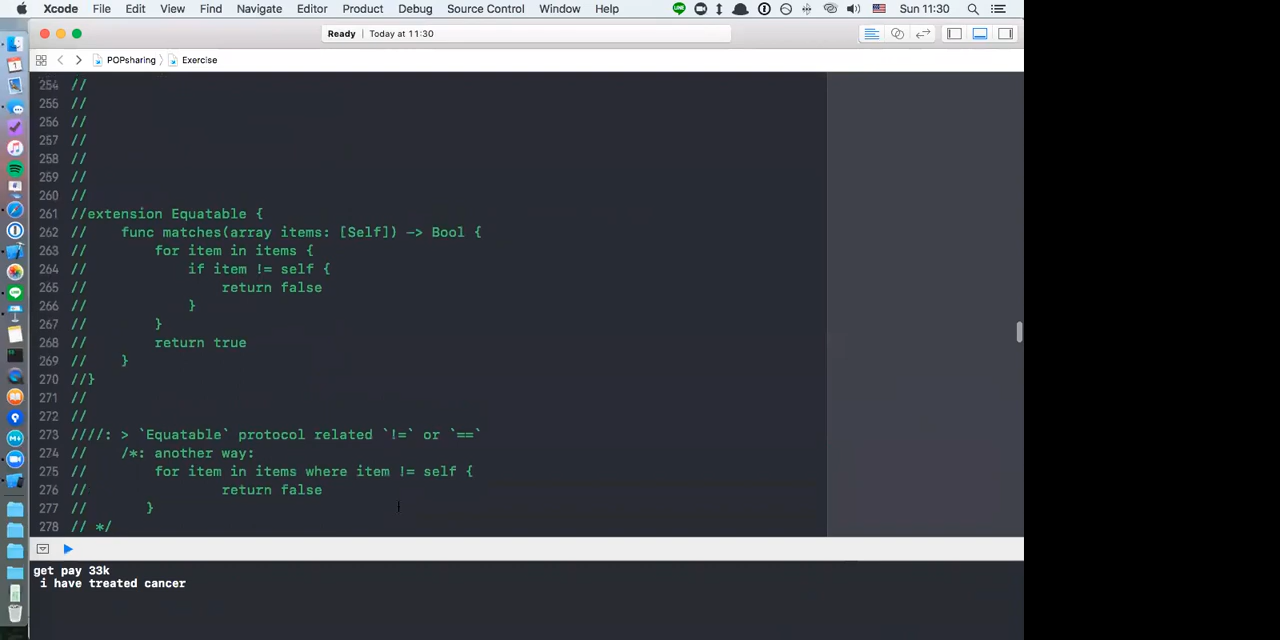 Xcode File Edit View Find Navigate Editor Product Debug Source Control Window Help Sun 11:30
Ready | Today at 11:30
POPsharing 〉 Exercise
254 //
255 //
256 //
257 //
258 //
259 //
260 //
261 //extension Equatable {
262 //    func matches(array items: [Self]) -> Bool {
263 //        for item in items {
264 //            if item != self {
265 //                return false
266 //            }
267 //        }
268 //        return true
269 //    }
270 //}
271 //
272 //
273 ////: > `Equatable` protocol related `!=` or `==`
274 //    /*: another way:
275 //        for item in items where item != self {
276 //                return false
277 //       }
278 // */
get pay 33k
i have treated cancer